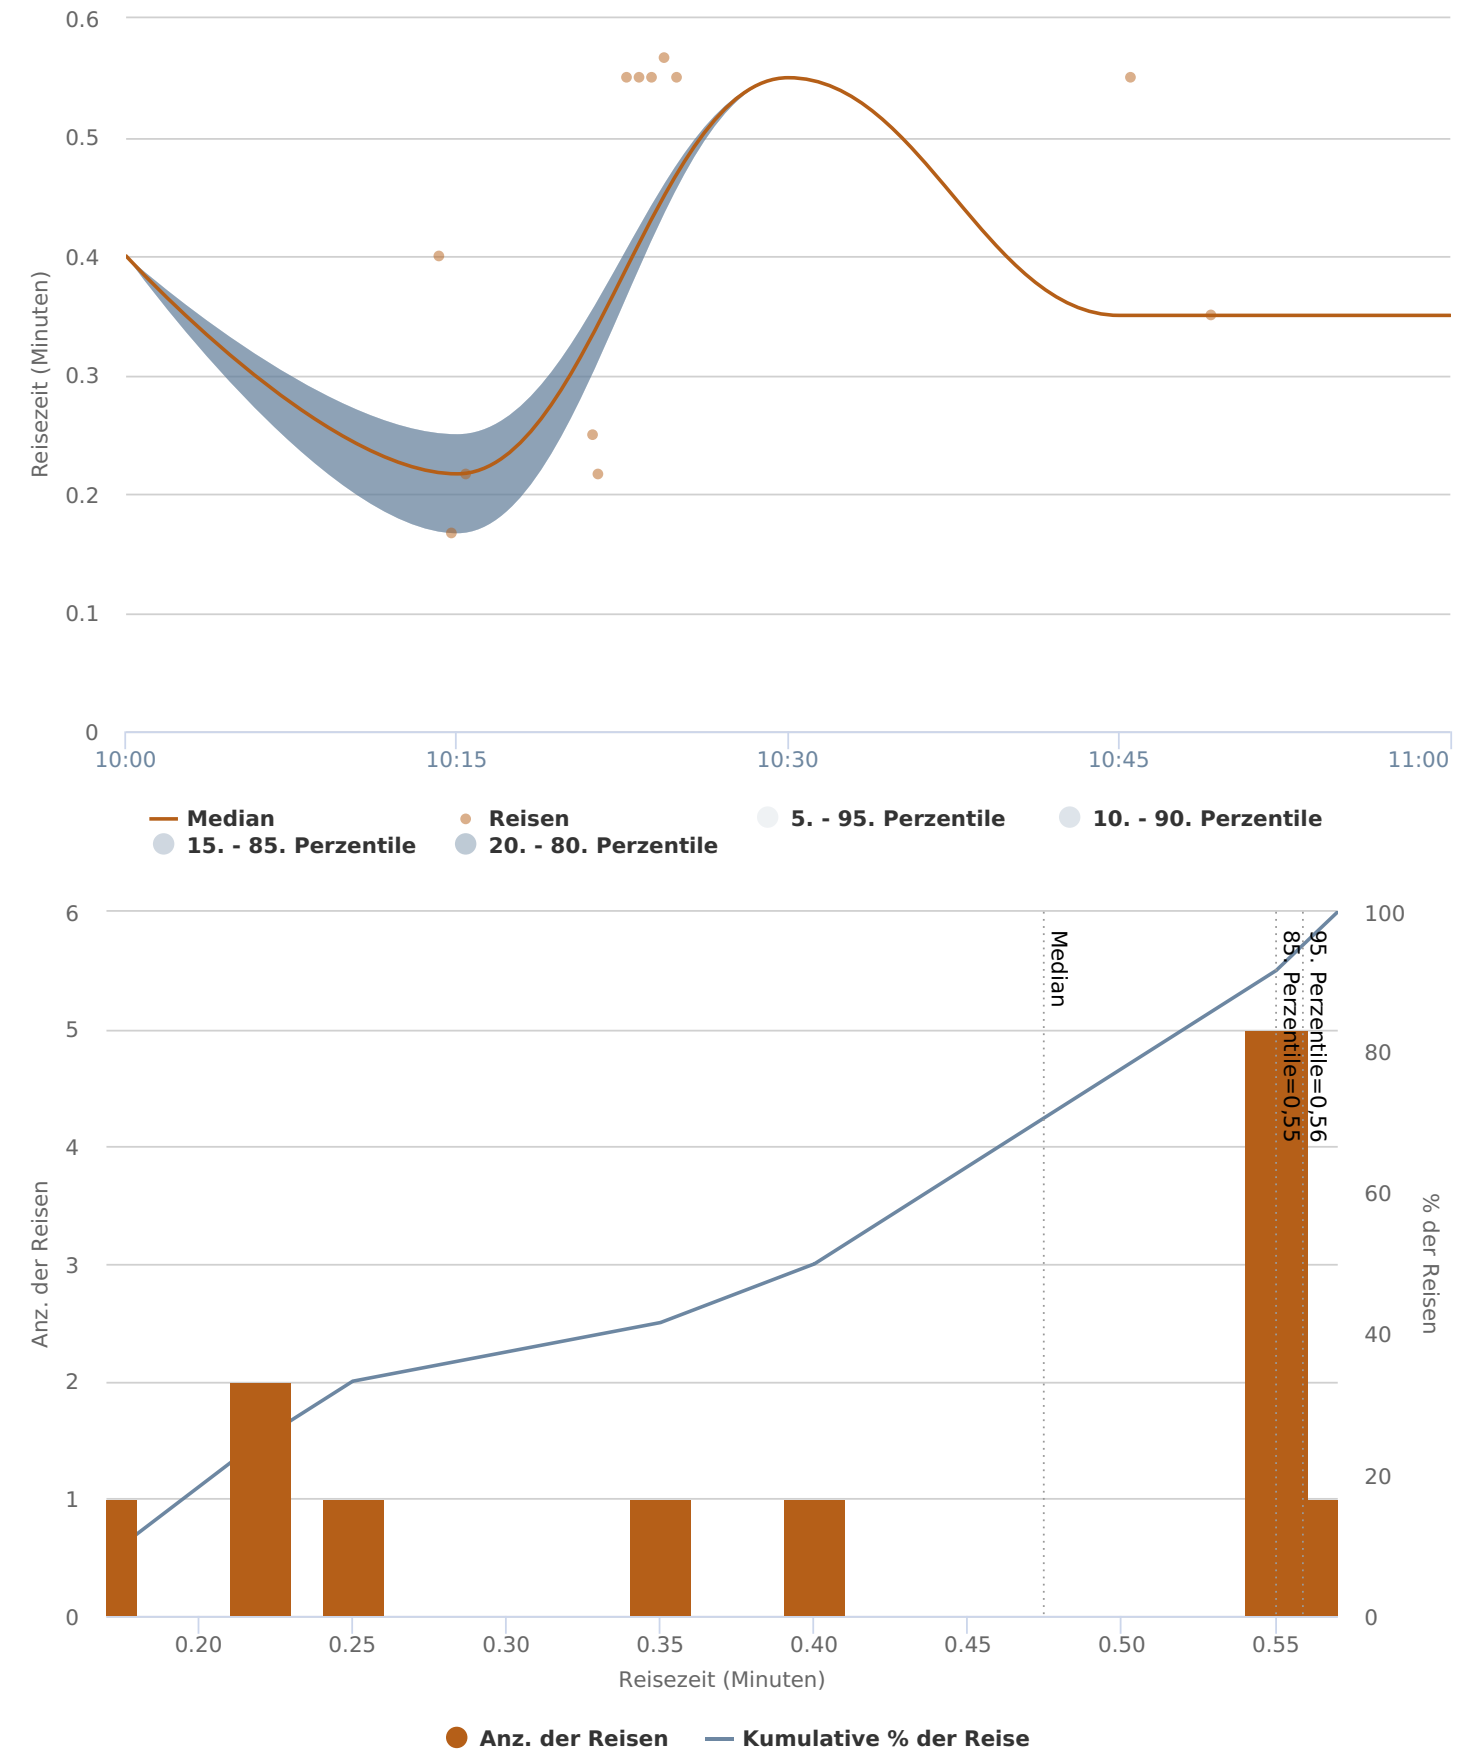 0.6
0.5
0.4
0.3
0.2
0.1
0
Reisezeit (Minuten)
10:00 10:15 10:30 10:45 11:00
Median Reisen 5. - 95. Perzentile 10. - 90. Perzentile
15. - 85. Perzentile 20. - 80. Perzentile
6
5
4
3
2
1
0
Anz. der Reisen
Median
85. Perzentile=0,55
95. Perzentile=0,56
100
80
60
40
20
0
% der Reisen
0.20 0.25 0.30 0.35 0.40 0.45 0.50 0.55
Reisezeit (Minuten)
Anz. der Reisen Kumulative % der Reise